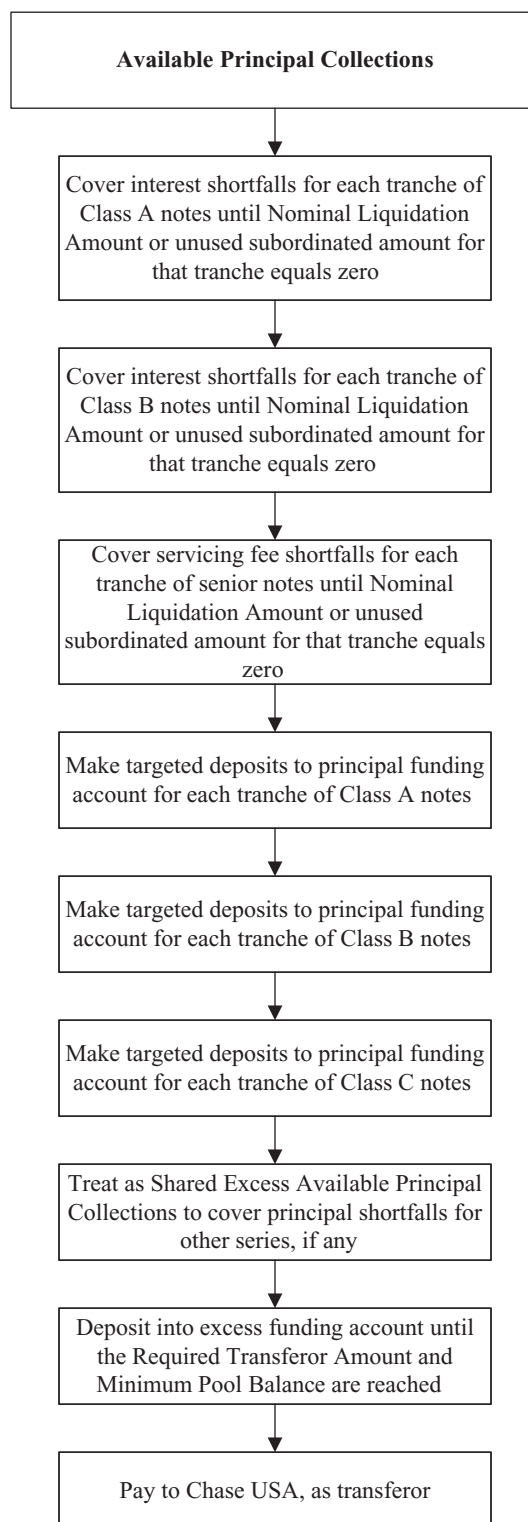 Available Principal Collections
Cover interest shortfalls for each tranche of
Class A notes until Nominal Liquidation
Amount or unused subordinated amount for
that tranche equals zero
Cover interest shortfalls for each tranche of
Class B notes until Nominal Liquidation
Amount or unused subordinated amount for
that tranche equals zero
Cover servicing fee shortfalls for each
tranche of senior notes until Nominal
Liquidation Amount or unused
subordinated amount for that tranche equals
zero
Make targeted deposits to principal funding
account for each tranche of Class A notes
Make targeted deposits to principal funding
account for each tranche of Class B notes
Make targeted deposits to principal funding
account for each tranche of Class C notes
Treat as Shared Excess Available Principal
Collections to cover principal shortfalls for
other series, if any
Deposit into excess funding account until
the Required Transferor Amount and
Minimum Pool Balance are reached
Pay to Chase USA, as transferor